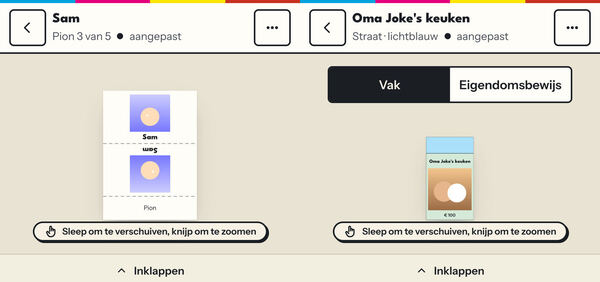 Sam
Pion 3 van 5 ● aangepast
Sam
Sam
Pion
Sleep om te verschuiven, knijp om te zoomen
Inklappen
Oma Joke's keuken
Straat · lichtblauw ● aangepast
Vak
Eigendomsbewijs
Oma Joke's keuken
€ 100
Sleep om te verschuiven, knijp om te zoomen
Inklappen